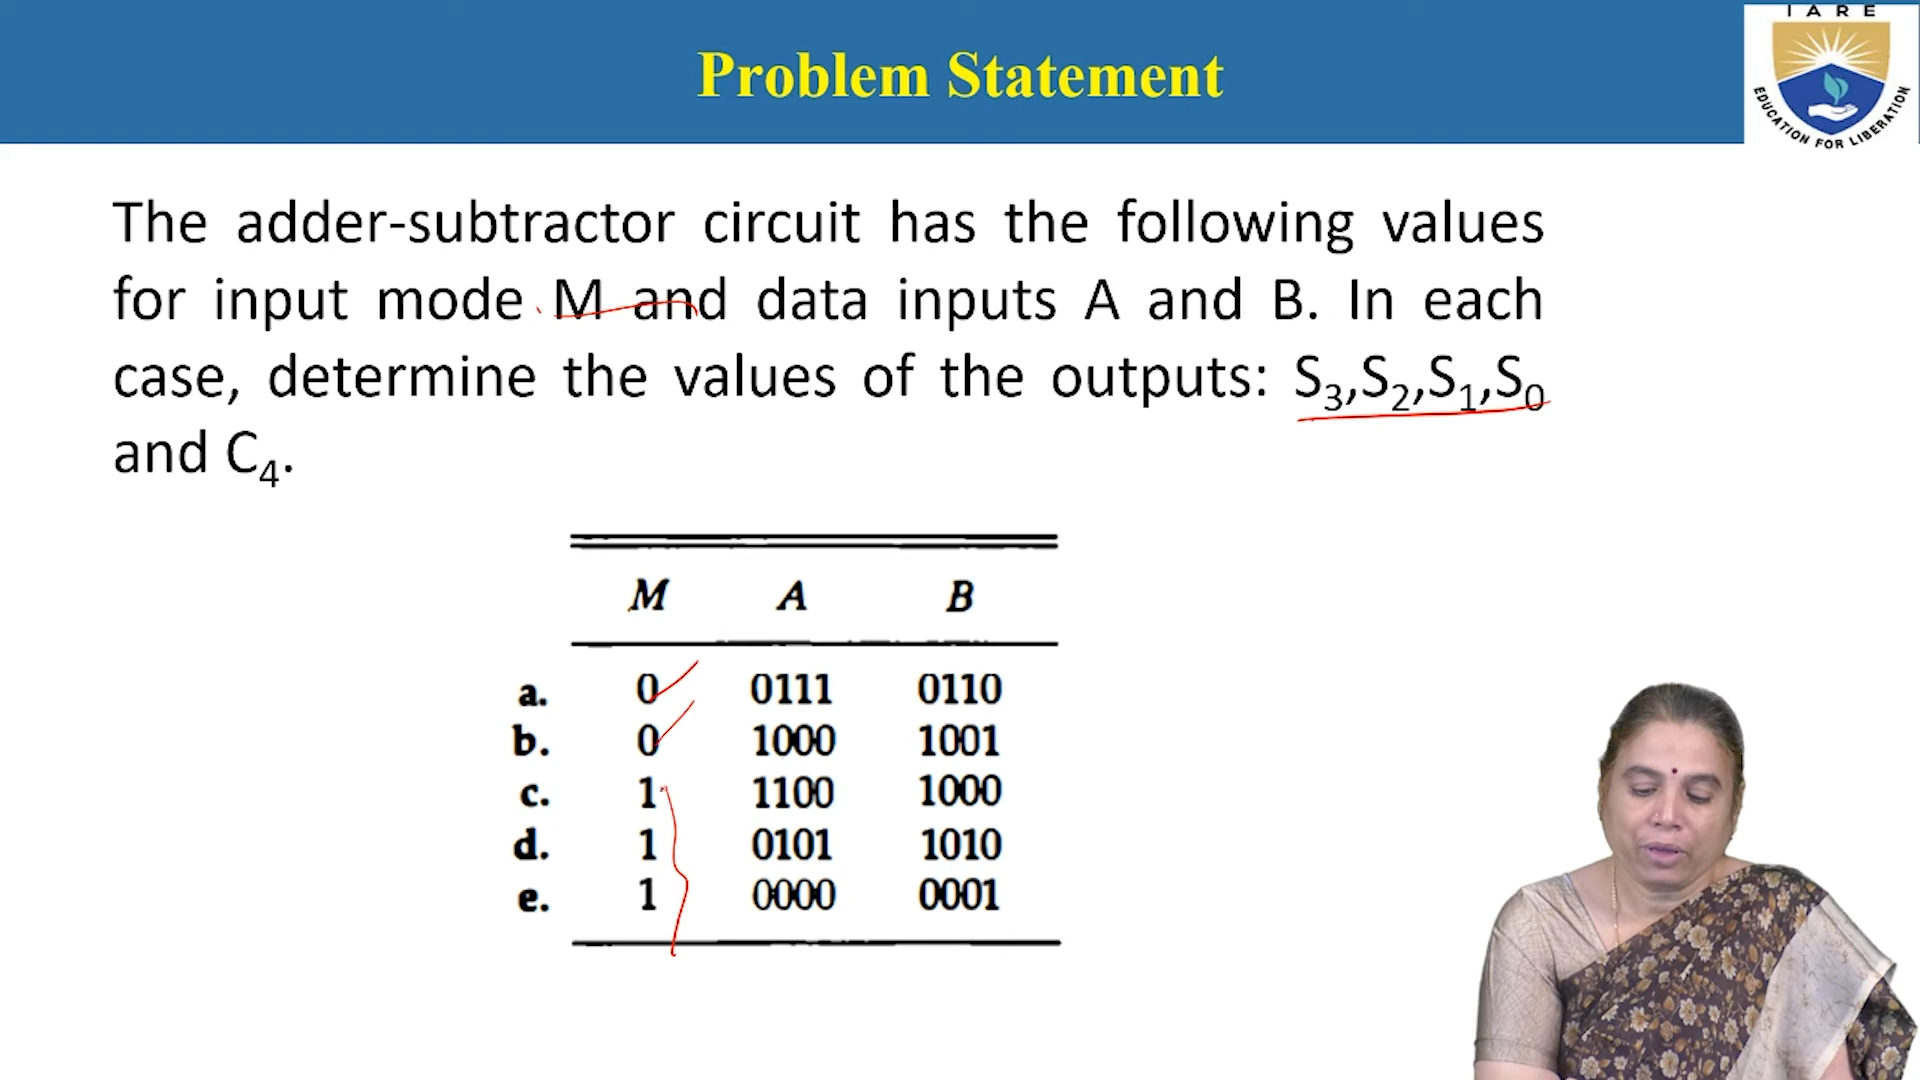 IARE
Problem Statement
EDUCATION FOR LIBERATION
The adder-subtractor circuit has the following values
for input mode M and data inputs A and B. In each
case, determine the values of the outputs: S3,S2,S1,S0
and C4.
M A B
a. 0 0111 0110
b. 0 1000 1001
c. 1 1100 1000
d. 1 0101 1010
e. 1 0000 0001